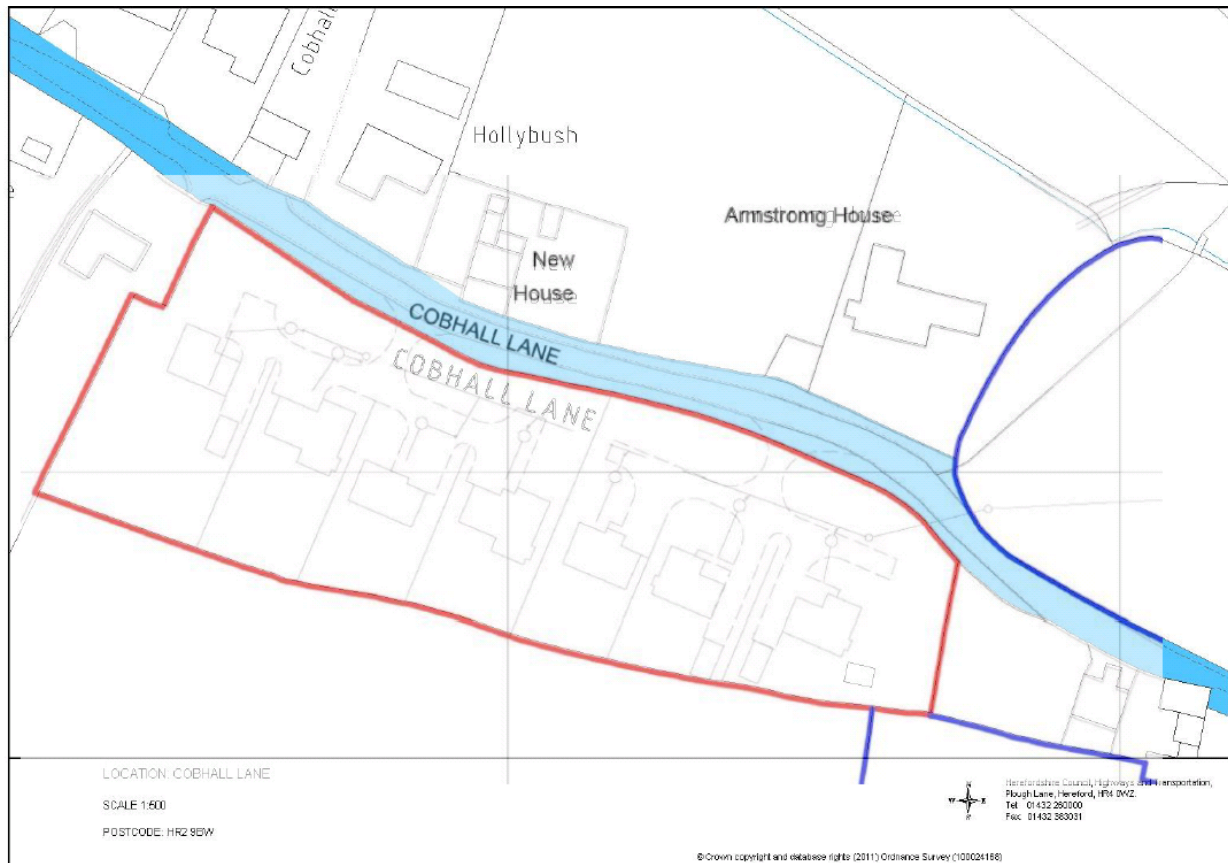 Hollybush
Armstromg House
New
House
COBHALL LANE
COBHALL LANE
LOCATION: COBHALL LANE
SCALE 1:500
POSTCODE: HR2 9BW
N
W E
S
Herefordshire Council, Highways and Transportation,
Plough Lane, Hereford, HR4 0WZ.
Tel: 01432 260000
Fax: 01432 383031
© Crown copyright and database rights (2011) Ordnance Survey (100024168)